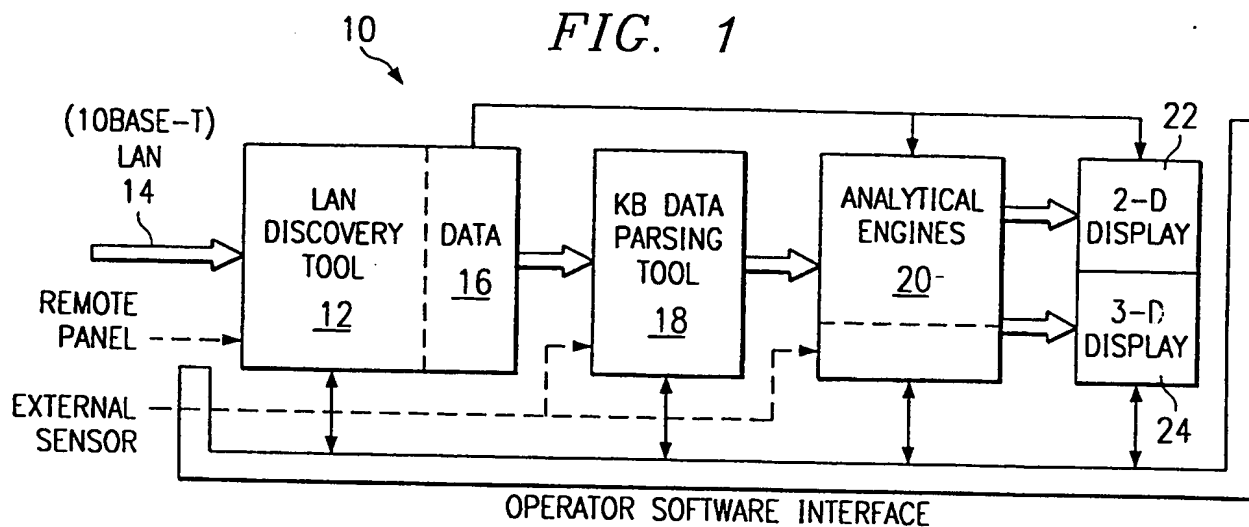 FIG. 1
10
(10BASE-T)
LAN
14
LAN
DISCOVERY
TOOL
12
DATA
16
KB DATA
PARSING
TOOL
18
ANALYTICAL
ENGINES
20
22
2-D
DISPLAY
3-D
DISPLAY
24
REMOTE
PANEL
EXTERNAL
SENSOR
OPERATOR SOFTWARE INTERFACE